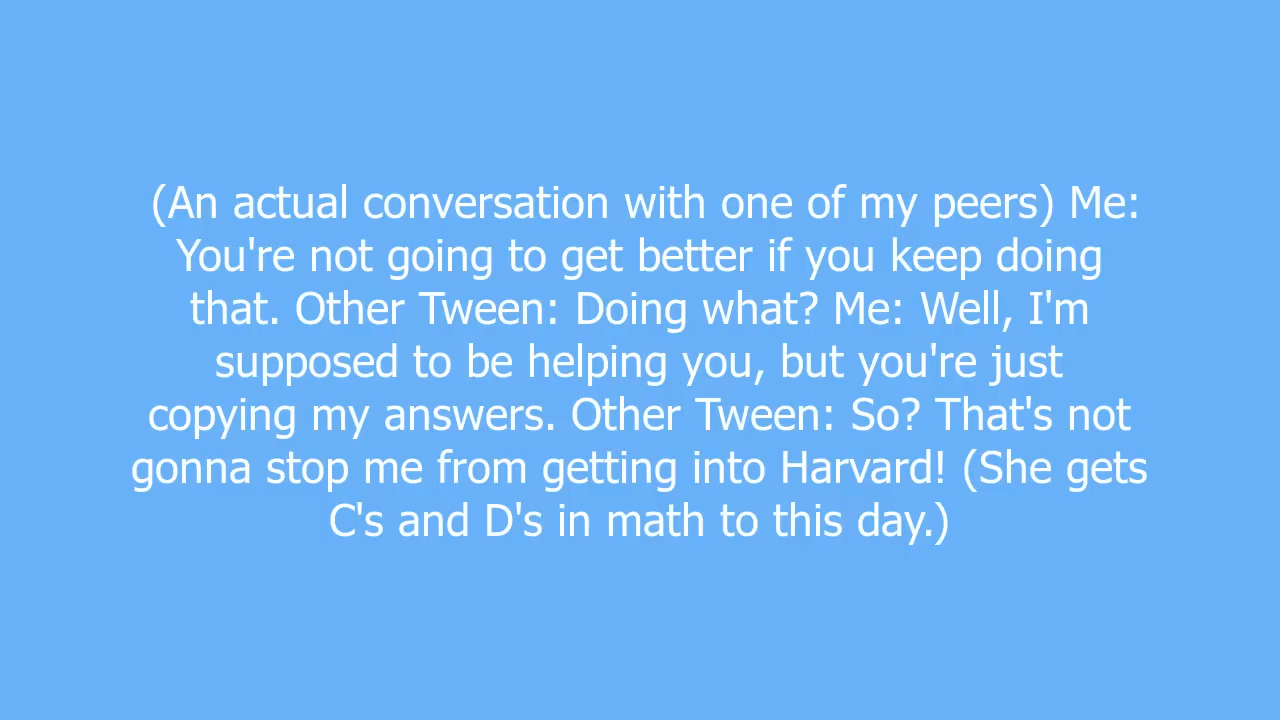 (An actual conversation with one of my peers) Me:
You're not going to get better if you keep doing
that. Other Tween: Doing what? Me: Well, I'm
supposed to be helping you, but you're just
copying my answers. Other Tween: So? That's not
gonna stop me from getting into Harvard! (She gets
C's and D's in math to this day.)